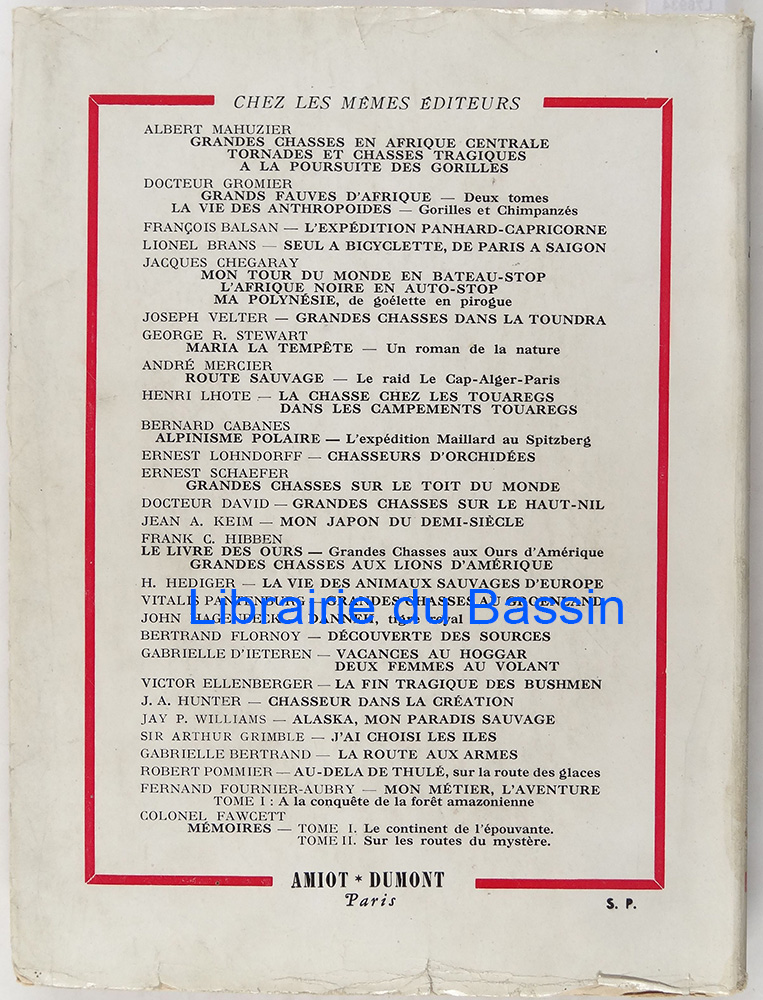 CHEZ LES MÊMES ÉDITEURS
ALBERT MAHUZIER
GRANDES CHASSES EN AFRIQUE CENTRALE
TORNADES ET CHASSES TRAGIQUES
A LA POURSUITE DES GORILLES
DOCTEUR GROMIER
GRANDS FAUVES D'AFRIQUE — Deux tomes
LA VIE DES ANTHROPOIDES — Gorilles et Chimpanzés
FRANÇOIS BALSAN — L'EXPÉDITION PANHARD-CAPRICORNE
LIONEL BRANS — SEUL A BICYCLETTE, DE PARIS A SAIGON
JACQUES CHEGARAY
MON TOUR DU MONDE EN BATEAU-STOP
L'AFRIQUE NOIRE EN AUTO-STOP
MA POLYNÉSIE, de goélette en pirogue
JOSEPH VELTER — GRANDES CHASSES DANS LA TOUNDRA
GEORGE R. STEWART
MARIA LA TEMPÊTE — Un roman de la nature
ANDRÉ MERCIER
ROUTE SAUVAGE — Le raid Le Cap-Alger-Paris
HENRI LHOTE — LA CHASSE CHEZ LES TOUAREGS
DANS LES CAMPEMENTS TOUAREGS
BERNARD CABANES
ALPINISME POLAIRE — L'expédition Maillard au Spitzberg
ERNEST LOHNDORFF — CHASSEURS D'ORCHIDÉES
ERNEST SCHAEFER
GRANDES CHASSES SUR LE TOIT DU MONDE
DOCTEUR DAVID — GRANDES CHASSES SUR LE HAUT-NIL
JEAN A. KEIM — MON JAPON DU DEMI-SIÈCLE
FRANK C. HIBBEN
LE LIVRE DES OURS — Grandes Chasses aux Ours d'Amérique
GRANDES CHASSES AUX LIONS D'AMÉRIQUE
H. HEDIGER — LA VIE DES ANIMAUX SAUVAGES D'EUROPE
VITALIS PANTENBURG — GRANDES CHASSES AU GROENLAND
Librairie du Bassin
JOHN HAGENBECK — DANNEH, tigre royal
BERTRAND FLORNOY — DÉCOUVERTE DES SOURCES
GABRIELLE D'IETEREN — VACANCES AU HOGGAR
DEUX FEMMES AU VOLANT
VICTOR ELLENBERGER — LA FIN TRAGIQUE DES BUSHMEN
J. A. HUNTER — CHASSEUR DANS LA CRÉATION
JAY P. WILLIAMS — ALASKA, MON PARADIS SAUVAGE
SIR ARTHUR GRIMBLE — J'AI CHOISI LES ILES
GABRIELLE BERTRAND — LA ROUTE AUX ARMES
ROBERT POMMIER — AU-DELA DE THULÉ, sur la route des glaces
FERNAND FOURNIER-AUBRY — MON MÉTIER, L'AVENTURE
TOME I : A la conquête de la forêt amazonienne
COLONEL FAWCETT
MÉMOIRES — TOME I. Le continent de l'épouvante.
TOME II. Sur les routes du mystère.
AMIOT * DUMONT
Paris
S. P.